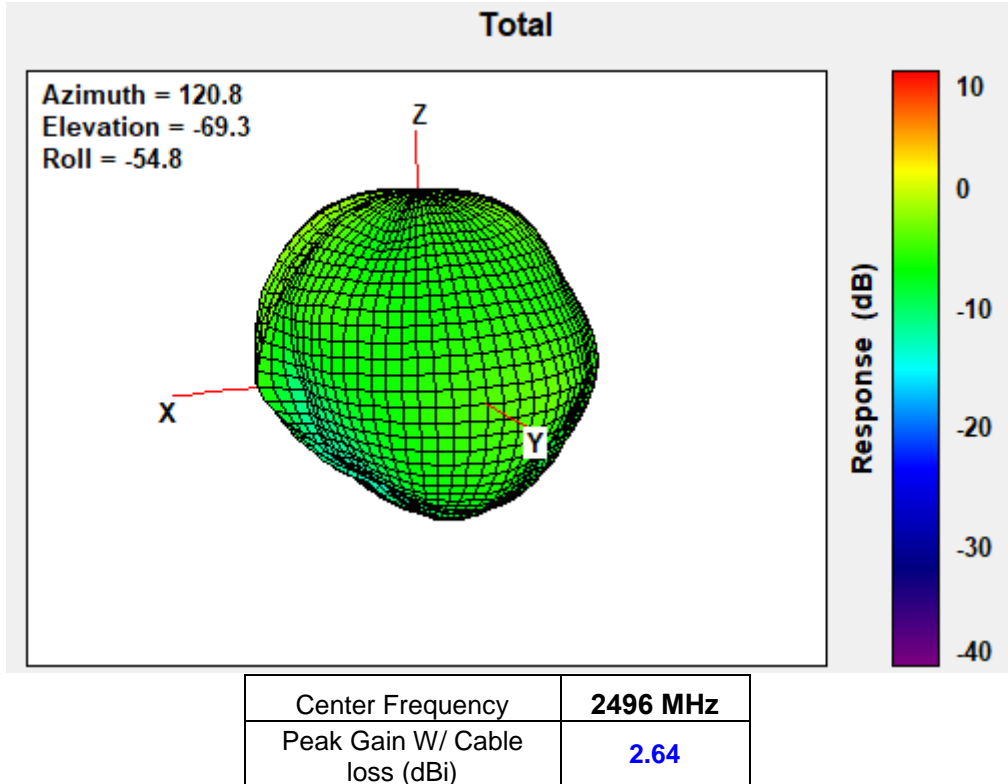 Total
Azimuth = 120.8
Elevation = -69.3
Roll = -54.8
Z
X
Y
10
0
-10
-20
-30
-40
Response (dB)
Center Frequency 2496 MHz
Peak Gain W/ Cable
loss (dBi) 2.64